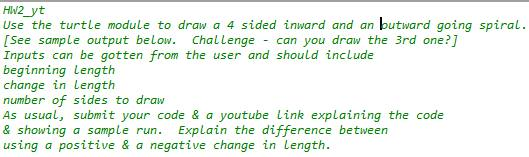 HW2_yt
Use the turtle module to draw a 4 sided inward and an outward going spiral.
[See sample output below.  Challenge - can you draw the 3rd one?]
Inputs can be gotten from the user and should include
beginning length
change in length
number of sides to draw
As usual, submit your code & a youtube link explaining the code
& showing a sample run.  Explain the difference between
using a positive & a negative change in length.